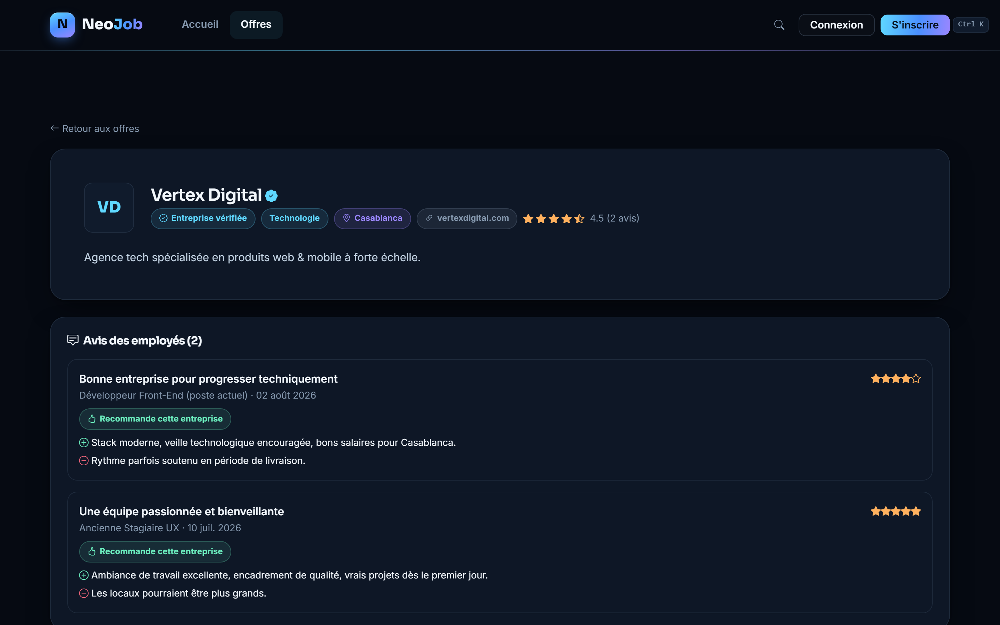 N NeoJob Accueil Offres Connexion S'inscrire Ctrl K
Retour aux offres
VD
Vertex Digital
Entreprise vérifiée Technologie Casablanca vertexdigital.com 4.5 (2 avis)
Agence tech spécialisée en produits web & mobile à forte échelle.
Avis des employés (2)
Bonne entreprise pour progresser techniquement
Développeur Front-End (poste actuel) · 02 août 2026
Recommande cette entreprise
Stack moderne, veille technologique encouragée, bons salaires pour Casablanca.
Rythme parfois soutenu en période de livraison.
Une équipe passionnée et bienveillante
Ancienne Stagiaire UX · 10 juil. 2026
Recommande cette entreprise
Ambiance de travail excellente, encadrement de qualité, vrais projets dès le premier jour.
Les locaux pourraient être plus grands.